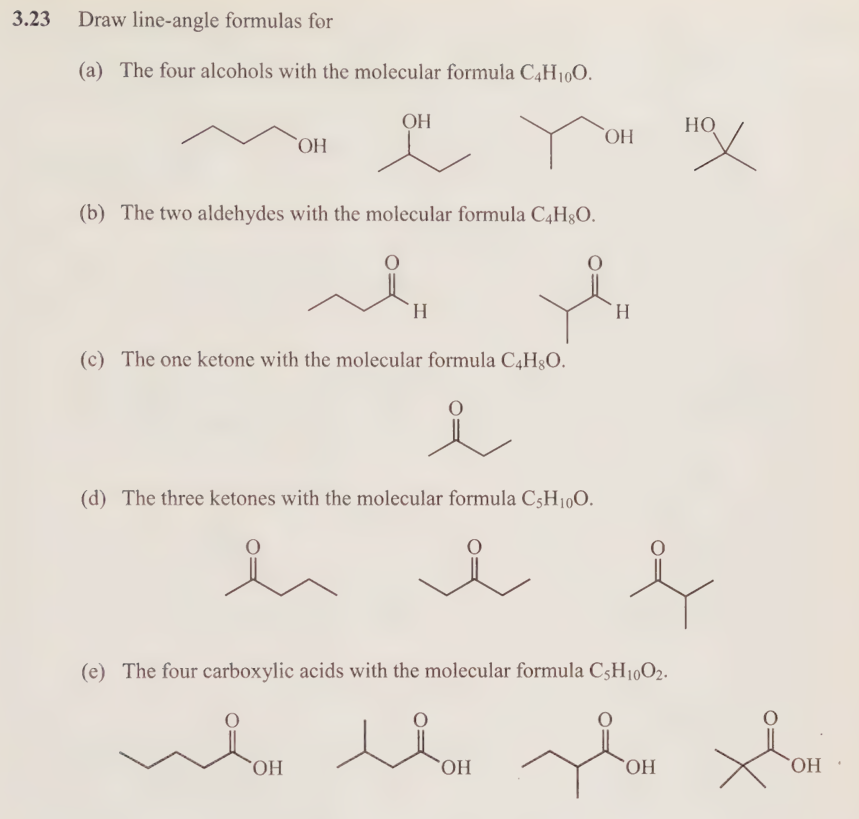 3.23 Draw line-angle formulas for
(a) The four alcohols with the molecular formula C₄H₁₀O.
OH OH OH HO
(b) The two aldehydes with the molecular formula C₄H₈O.
O O
H H
(c) The one ketone with the molecular formula C₄H₈O.
O
(d) The three ketones with the molecular formula C₅H₁₀O.
O O O
(e) The four carboxylic acids with the molecular formula C₅H₁₀O₂.
O O O O
OH OH OH OH